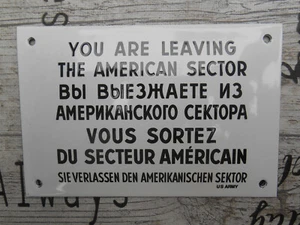 YOU ARE LEAVING
THE AMERICAN SECTOR
ВЫ ВЫЕЗЖАЕТЕ ИЗ
АМЕРИКАНСКОГО СЕКТОРА
VOUS SORTEZ
DU SECTEUR AMÉRICAIN
SIE VERLASSEN DEN AMERIKANISCHEN SEKTOR
US ARMY
Always